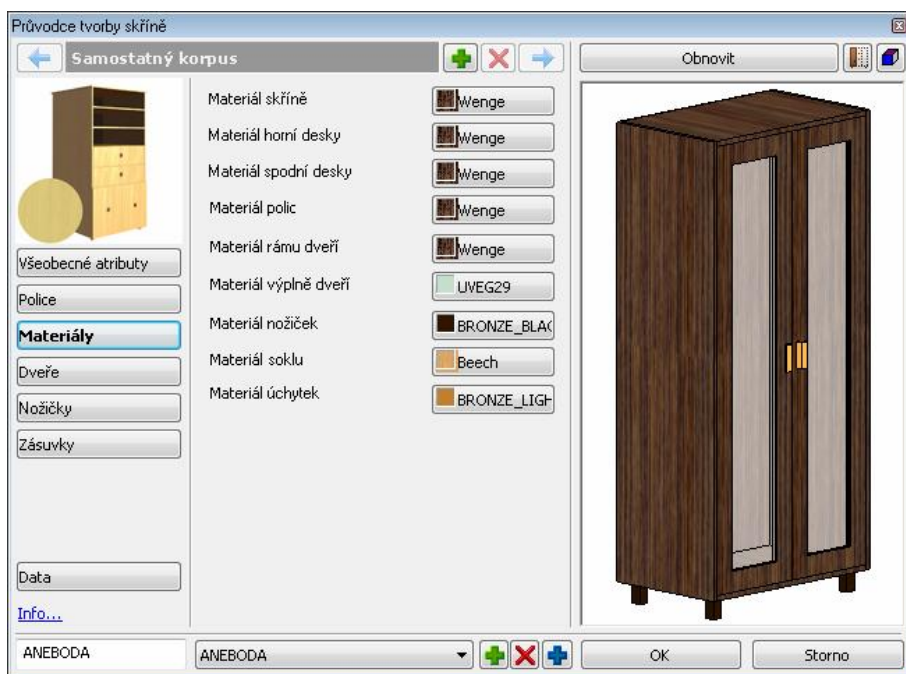 Průvodce tvorby skříně
Samostatný korpus
Obnovit
Materiál skříně
Wenge
Materiál horní desky
Wenge
Materiál spodní desky
Wenge
Materiál polic
Wenge
Materiál rámu dveří
Wenge
Materiál výplně dveří
UVEG29
Materiál nožiček
BRONZE_BLAC
Materiál soklu
Beech
Materiál úchytek
BRONZE_LIGH
Všeobecné atributy
Police
Materiály
Dveře
Nožičky
Zásuvky
Data
Info...
ANEBODA
ANEBODA
OK
Storno